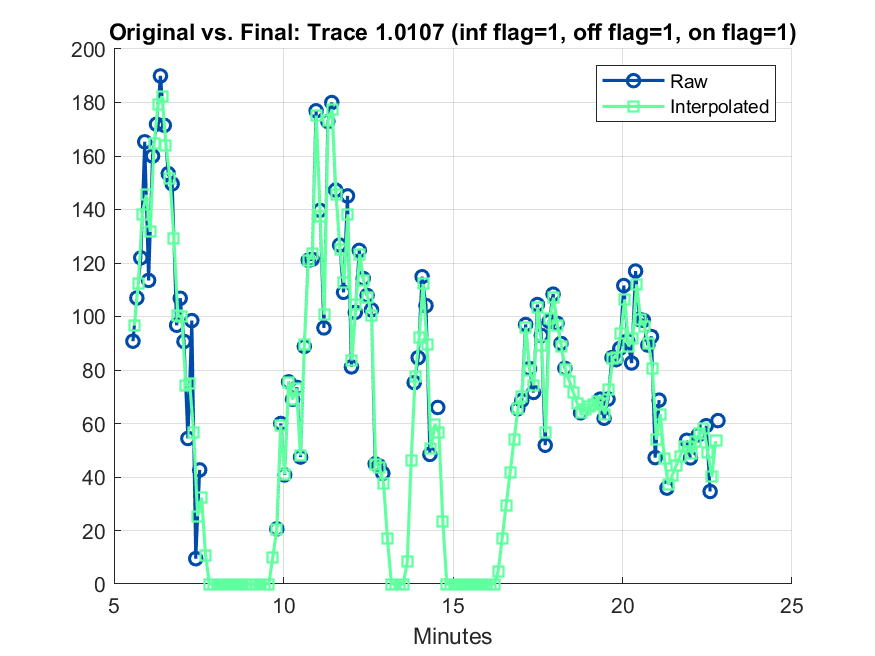 Original vs. Final: Trace 1.0107 (inf flag=1, off flag=1, on flag=1)
200
180
160
140
120
100
80
60
40
20
0
Raw
Interpolated
5 10 15 20 25
Minutes